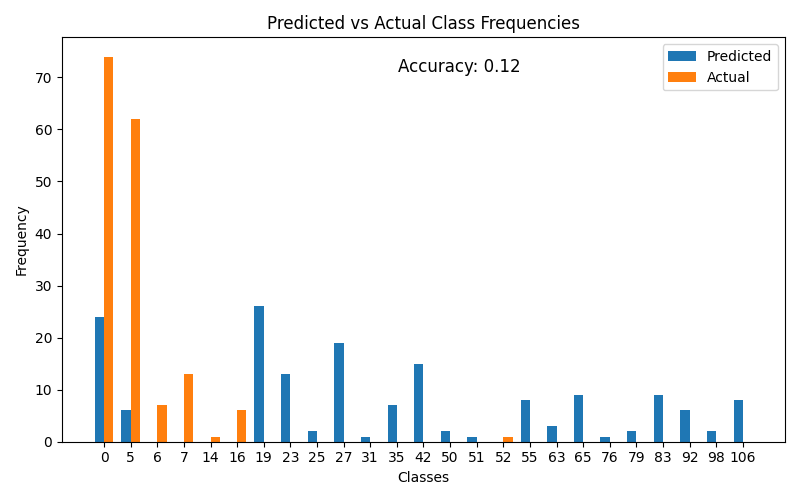 Predicted vs Actual Class Frequencies
Accuracy: 0.12
Predicted
Actual
Frequency
70
60
50
40
30
20
10
0
0 5 6 7 14 16 19 23 25 27 31 35 42 50 51 52 55 63 65 76 79 83 92 98 106
Classes